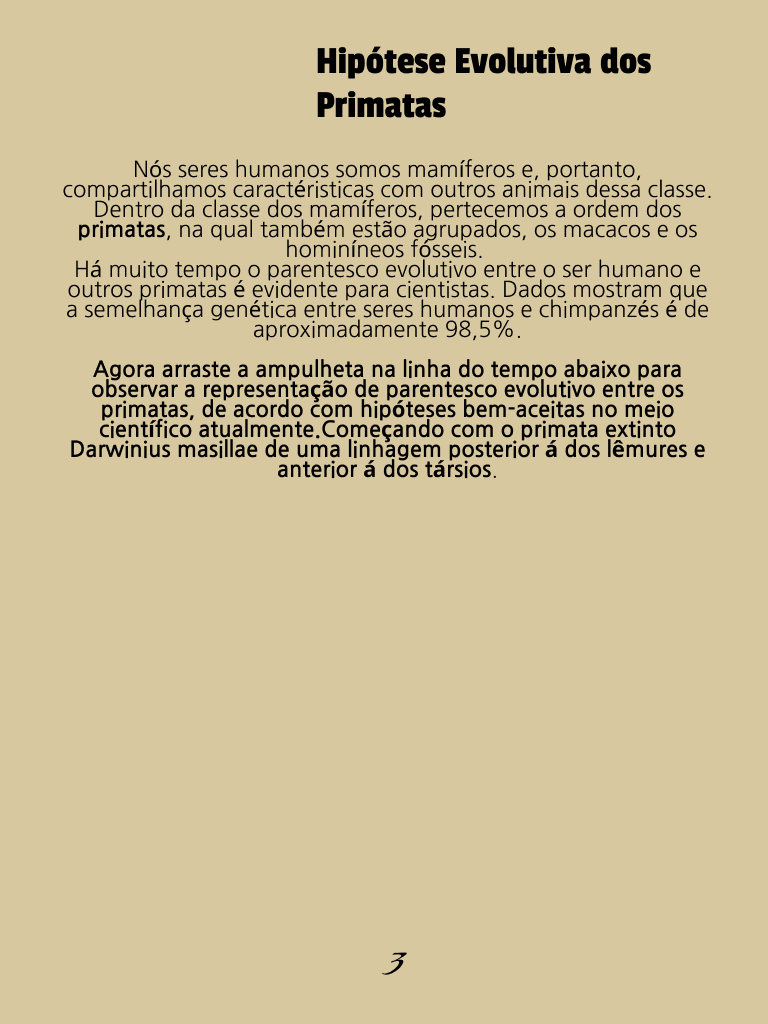 Hipótese Evolutiva dos
Primatas
Nós seres humanos somos mamíferos e, portanto,
compartilhamos caractéristicas com outros animais dessa classe.
Dentro da classe dos mamíferos, pertecemos a ordem dos
primatas, na qual também estão agrupados, os macacos e os
hominíneos fósseis.
Há muito tempo o parentesco evolutivo entre o ser humano e
outros primatas é evidente para cientistas. Dados mostram que
a semelhança genética entre seres humanos e chimpanzés é de
aproximadamente 98,5%.
Agora arraste a ampulheta na linha do tempo abaixo para
observar a representação de parentesco evolutivo entre os
primatas, de acordo com hipóteses bem-aceitas no meio
científico atualmente.Começando com o primata extinto
Darwinius masillae de uma linhagem posterior á dos lêmures e
anterior á dos társios.
3